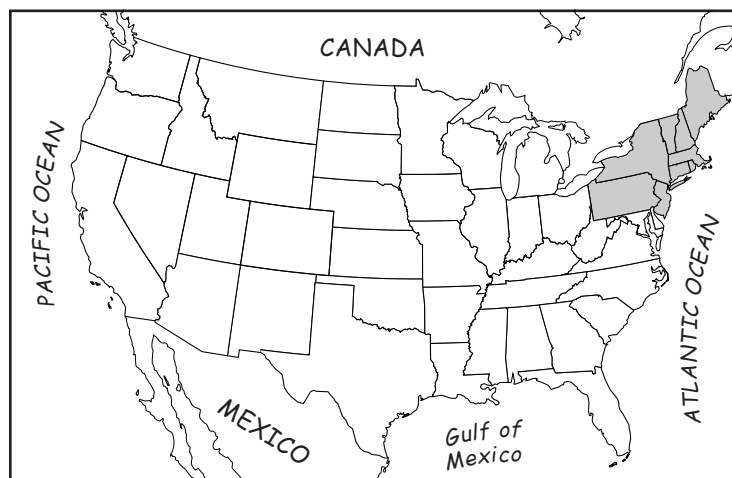 CANADA
PACIFIC OCEAN
ATLANTIC OCEAN
MEXICO
Gulf of
Mexico